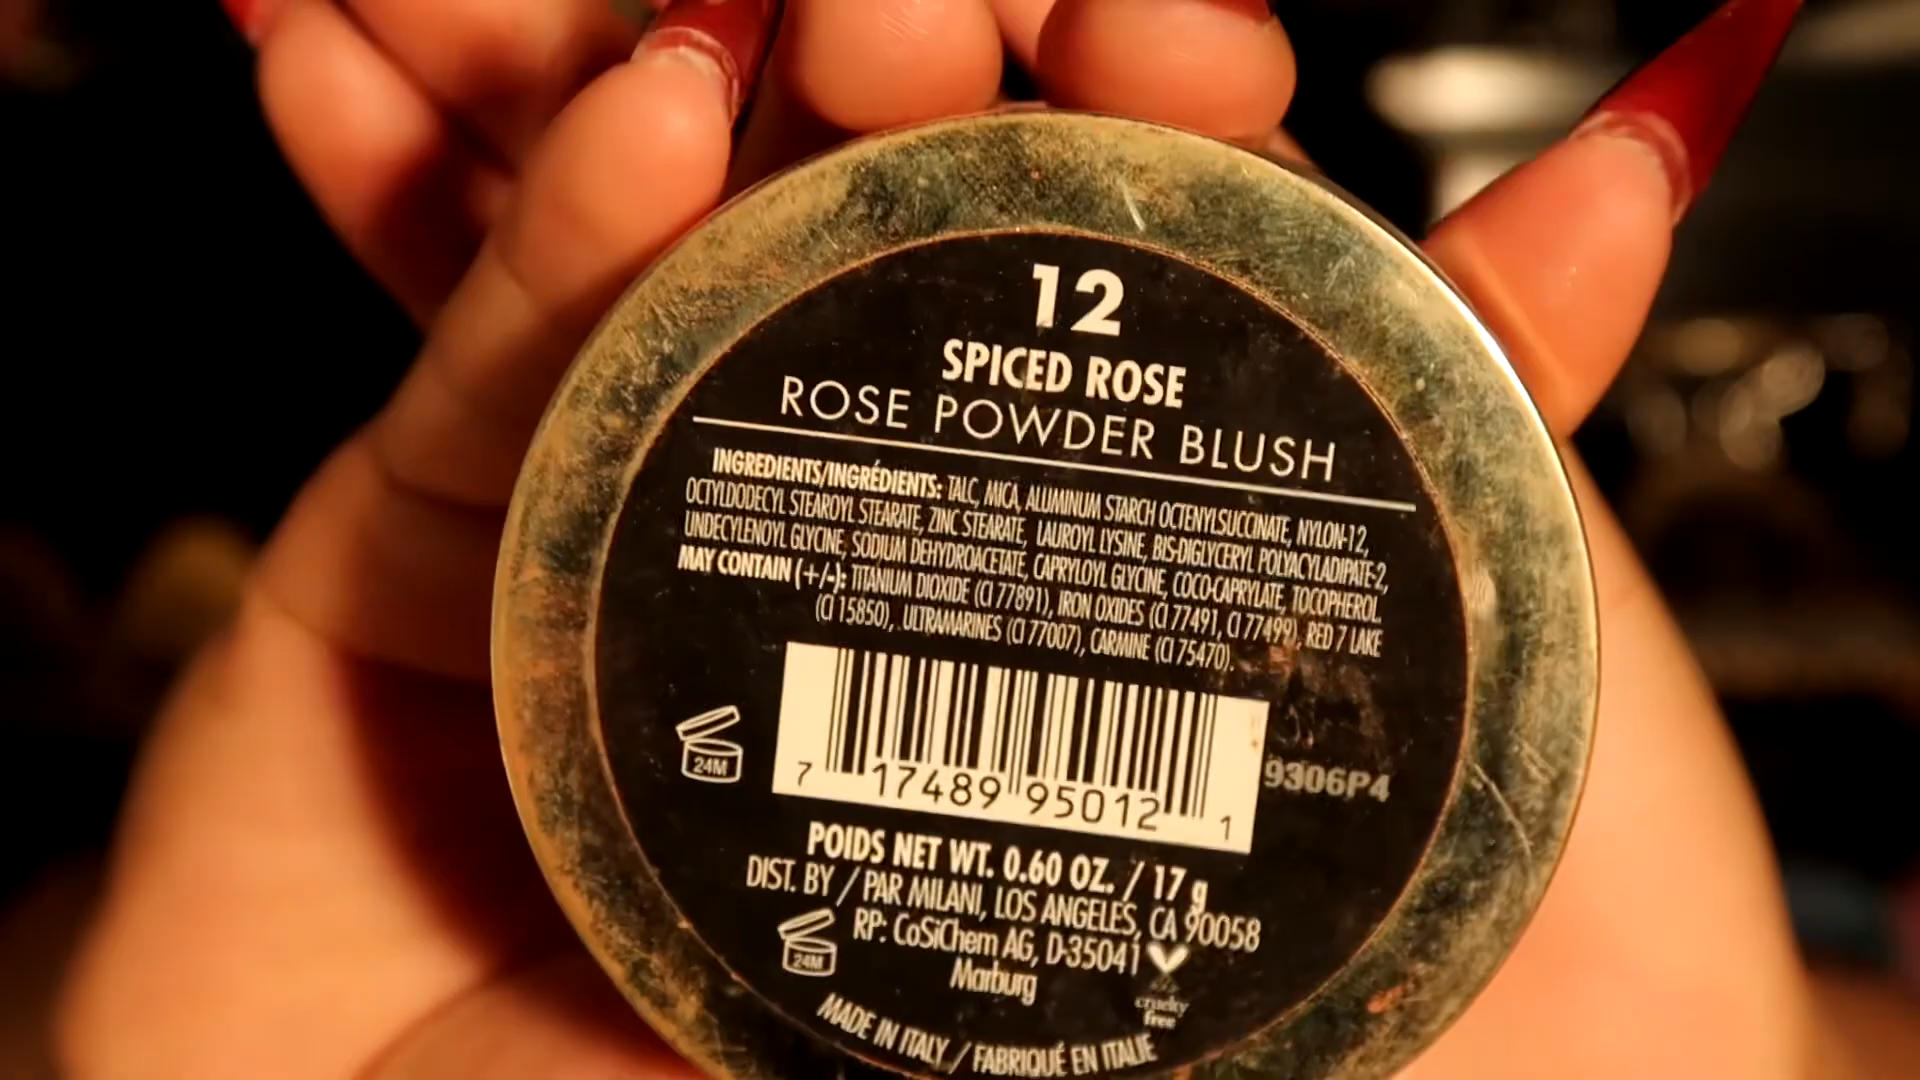 12
SPICED ROSE
ROSE POWDER BLUSH
INGREDIENTS/INGRÉDIENTS: TALC, MICA, ALUMINUM STARCH OCTENYLSUCCINATE, NYLON-12,
OCTYLDODECYL STEAROYL STEARATE, ZINC STEARATE, LAUROYL LYSINE, BIS-DIGLYCERYL POLYACYLADIPATE-2,
UNDECYLENOYL GLYCINE, SODIUM DEHYDROACETATE, CAPRYLOYL GLYCINE, COCO-CAPRYLATE, TOCOPHEROL.
MAY CONTAIN (+/-): TITANIUM DIOXIDE (CI 77891), IRON OXIDES (CI 77491, CI 77499), RED 7 LAKE
(CI 15850), ULTRAMARINES (CI 77007), CARMINE (CI 75470).
24M
7 17489 95012 1
9306P4
POIDS NET WT. 0.60 OZ. / 17 g
DIST. BY / PAR MILANI, LOS ANGELES, CA 90058
24M
RP: CoSiChem AG, D-35041
Marburg
cruelty
free
MADE IN ITALY / FABRIQUÉ EN ITALIE